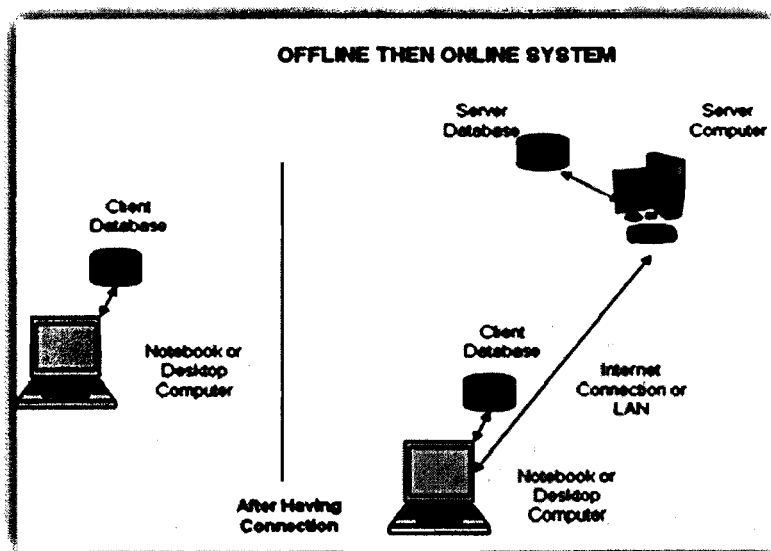 OFFLINE THEN ONLINE SYSTEM
Server
Database
Server
Computer
Client
Database
Notebook or
Desktop
Computer
Client
Database
Internet
Connection or
LAN
Notebook or
Desktop
Computer
After Having
Connection